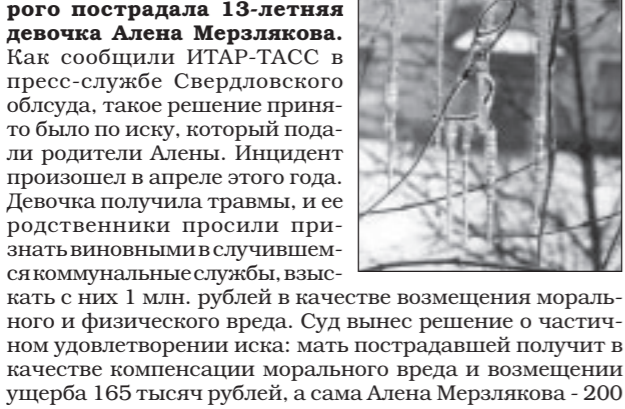 рого пострадала 13-летняя
девочка Алена Мерзлякова.
Как сообщили ИТАР-ТАСС в
пресс-службе Свердловского
облсуда, такое решение приня-
то было по иску, который пода-
ли родители Алены. Инцидент
произошел в апреле этого года.
Девочка получила травмы, и ее
родственники просили при-
знать виновными в случившем-
ся коммунальные службы, взыс-
кать с них 1 млн. рублей в качестве возмещения мораль-
ного и физического вреда. Суд вынес решение о частич-
ном удовлетворении иска: мать пострадавшей получит в
качестве компенсации морального вреда и возмещении
ущерба 165 тысяч рублей, а сама Алена Мерзлякова - 200